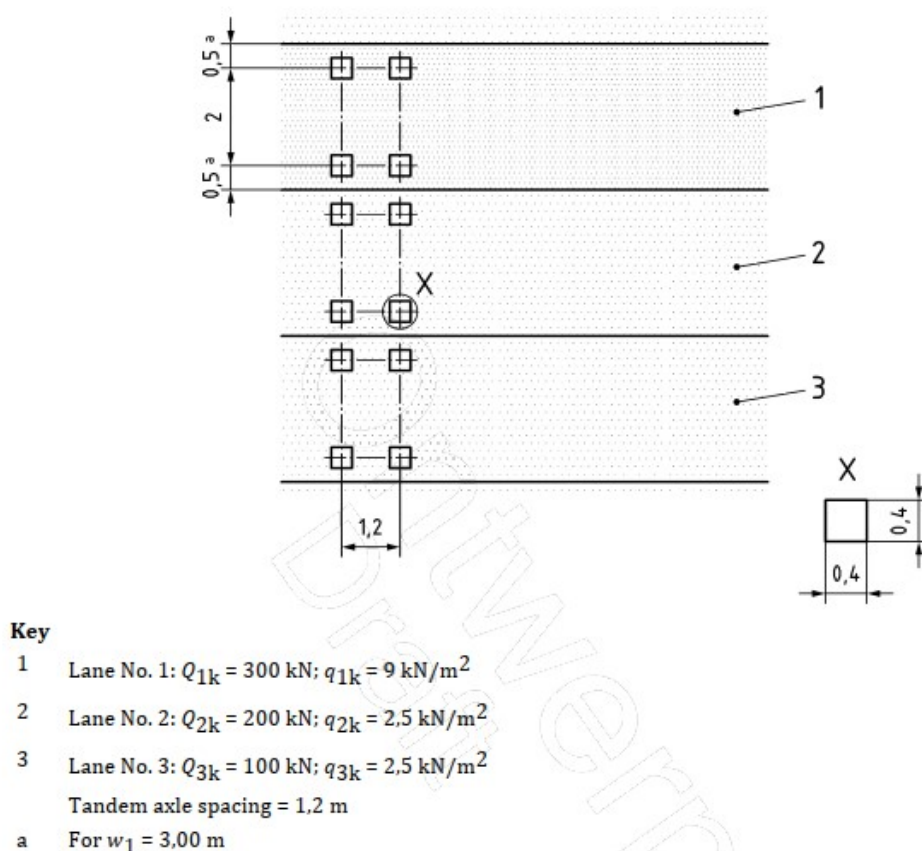 0,5 a
2
0,5 a
1
2
X
3
1,2
X
0,4
0,4
Key
1 Lane No. 1: Q1k = 300 kN; q1k = 9 kN/m2
2 Lane No. 2: Q2k = 200 kN; q2k = 2,5 kN/m2
3 Lane No. 3: Q3k = 100 kN; q3k = 2,5 kN/m2
Tandem axle spacing = 1,2 m
a For w1 = 3,00 m
Entwurf
Draft